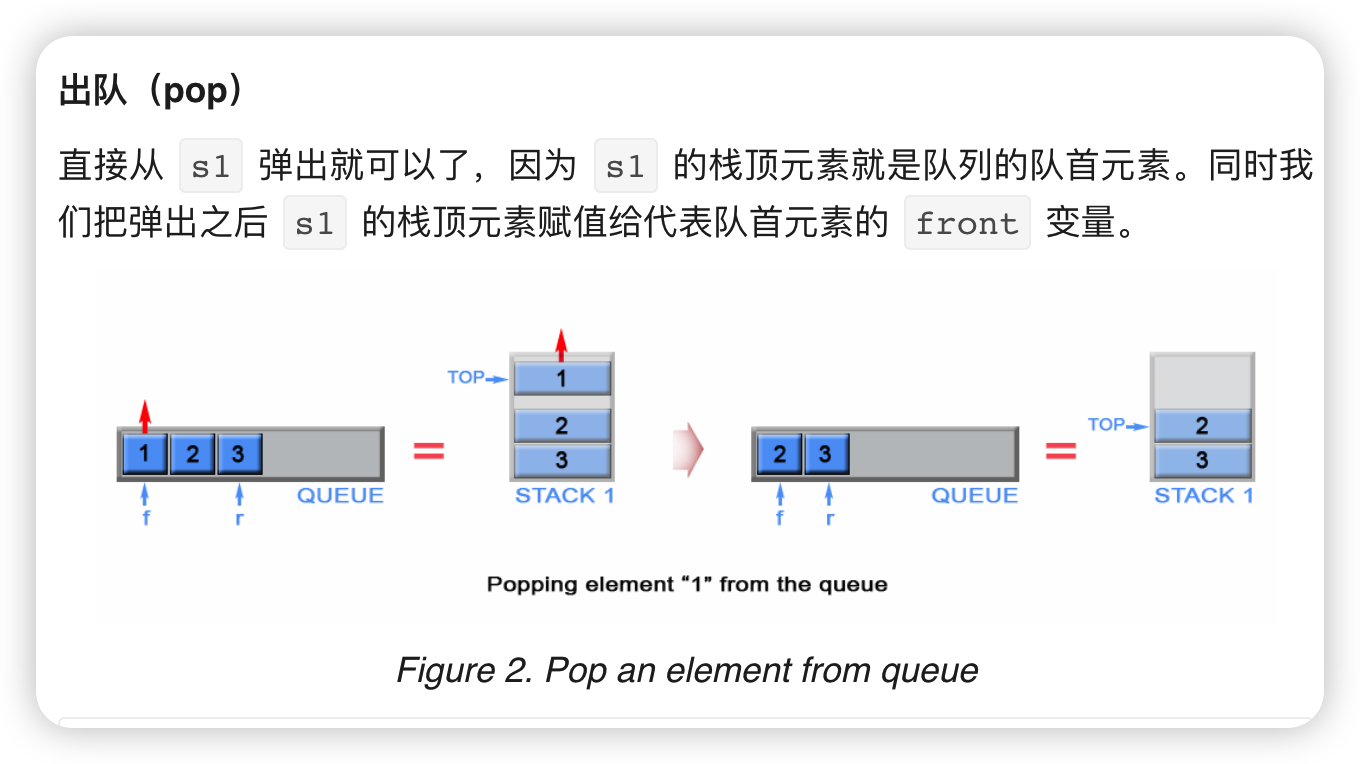 出队（pop）
直接从 s1 弹出就可以了，因为 s1 的栈顶元素就是队列的队首元素。同时我
们把弹出之后 s1 的栈顶元素赋值给代表队首元素的 front 变量。
1 2 3
QUEUE
f r
=
TOP
1
2
3
STACK 1
2 3
QUEUE
f r
=
TOP
2
3
STACK 1
Popping element “1” from the queue
Figure 2. Pop an element from queue